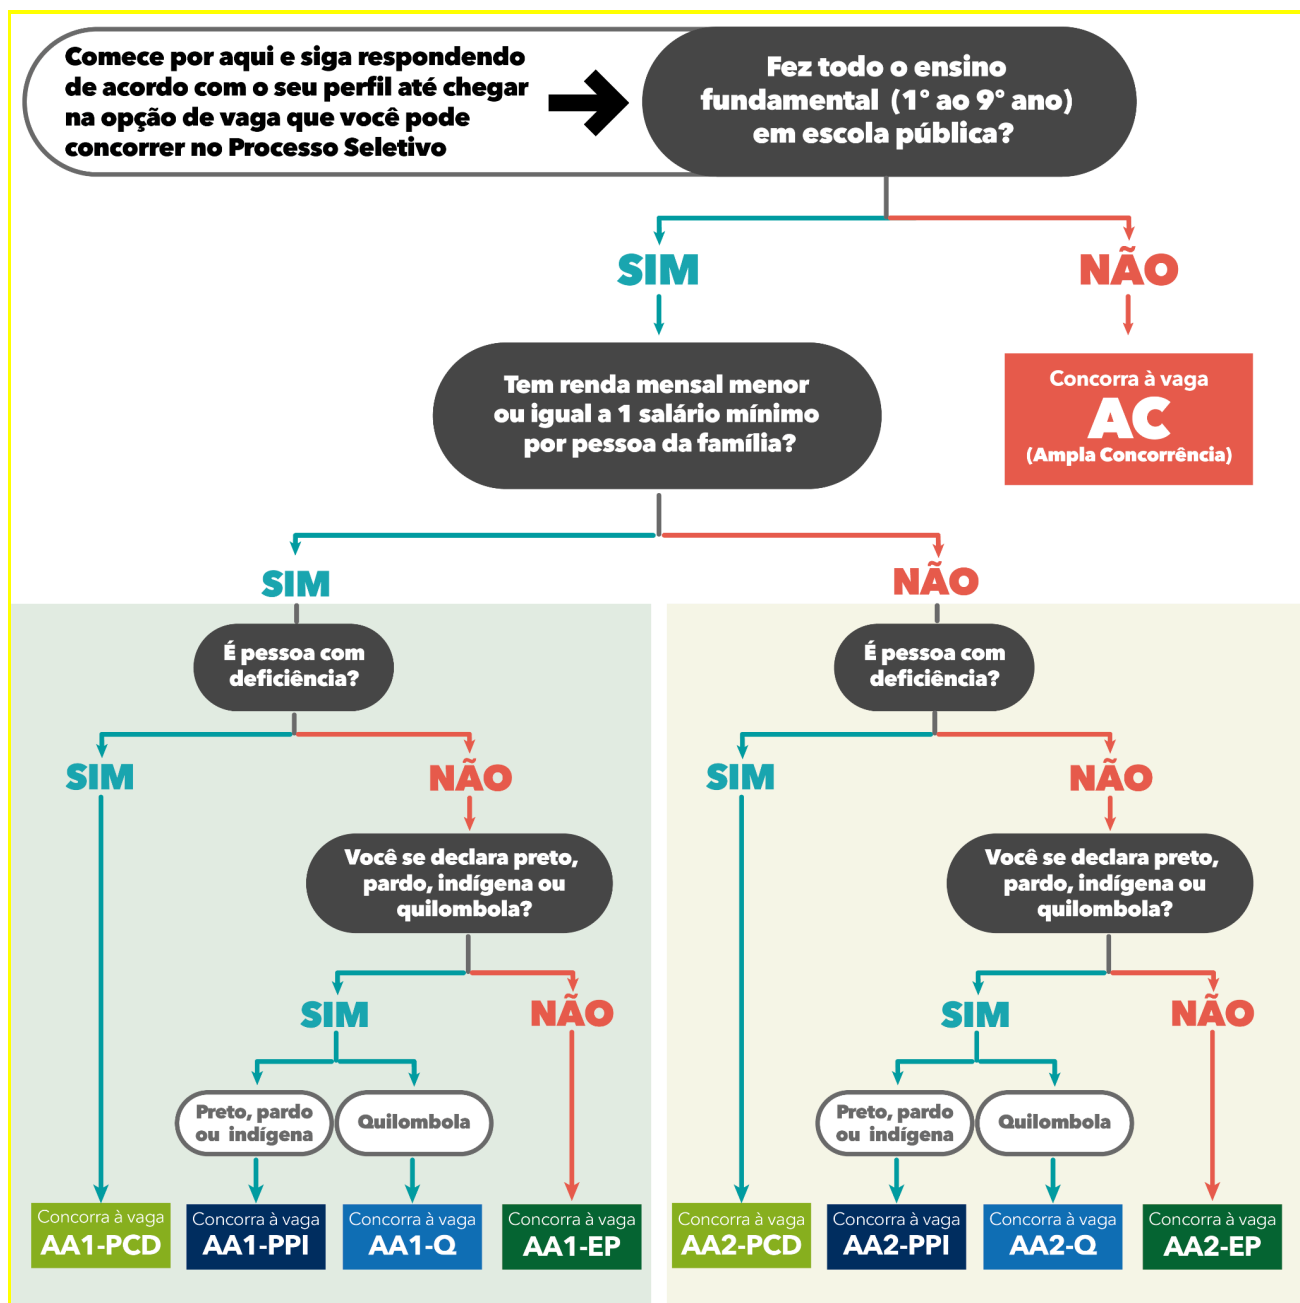 Comece por aqui e siga respondendo
de acordo com o seu perfil até chegar
na opção de vaga que você pode
concorrer no Processo Seletivo
Fez todo o ensino
fundamental (1º ao 9º ano)
em escola pública?
SIM
NÃO
Tem renda mensal menor
ou igual a 1 salário mínimo
por pessoa da família?
Concorra à vaga
AC
(Ampla Concorrência)
SIM
NÃO
É pessoa com
deficiência?
É pessoa com
deficiência?
SIM
NÃO
SIM
NÃO
Você se declara preto,
pardo, indígena ou
quilombola?
Você se declara preto,
pardo, indígena ou
quilombola?
SIM
NÃO
SIM
NÃO
Preto, pardo
ou indígena
Quilombola
Preto, pardo
ou indígena
Quilombola
Concorra à vaga
AA1-PCD
Concorra à vaga
AA1-PPI
Concorra à vaga
AA1-Q
Concorra à vaga
AA1-EP
Concorra à vaga
AA2-PCD
Concorra à vaga
AA2-PPI
Concorra à vaga
AA2-Q
Concorra à vaga
AA2-EP